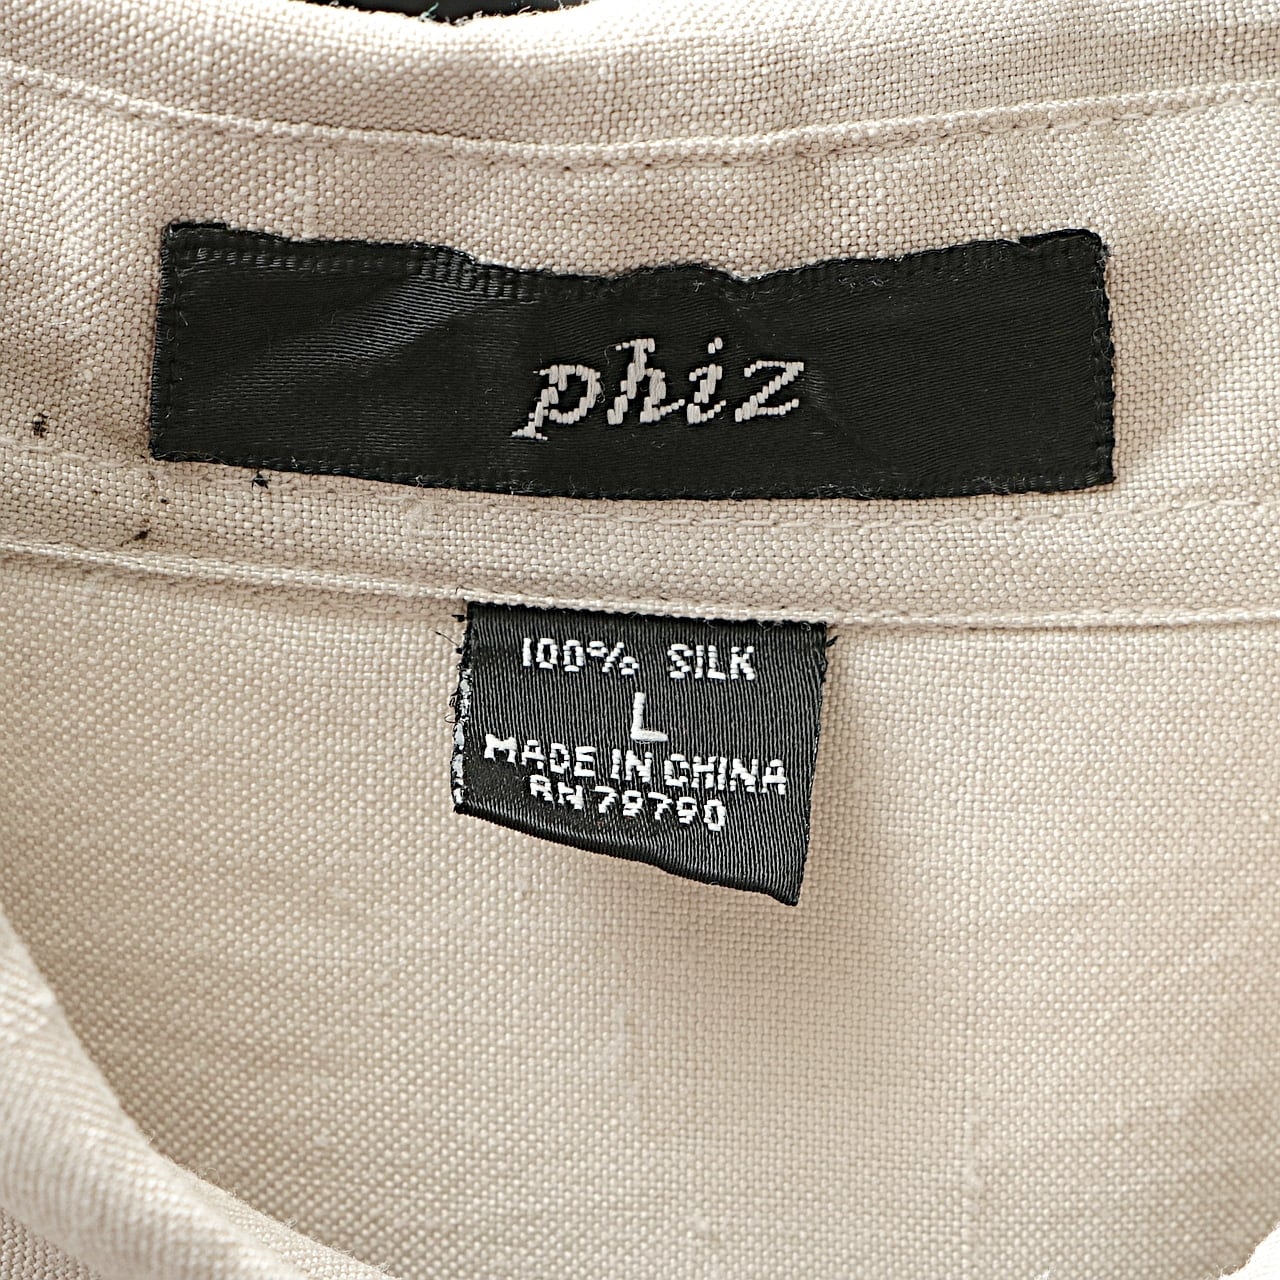 phiz
100% SILK
L
MADE IN CHINA
RN 79790